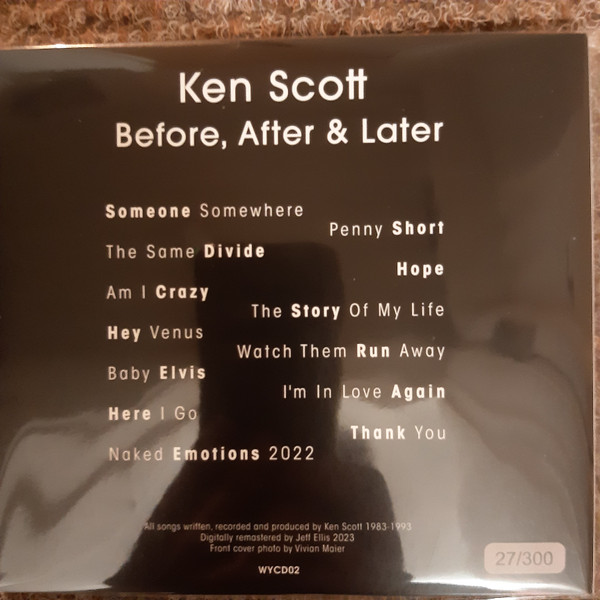 Ken Scott
Before, After & Later
Someone Somewhere
Penny Short
The Same Divide
Hope
Am I Crazy
The Story Of My Life
Hey Venus
Watch Them Run Away
Baby Elvis
I'm In Love Again
Here I Go
Thank You
Naked Emotions 2022
All songs written, recorded and produced by Ken Scott 1983-1993
Digitally remastered by Jeff Ellis 2023
Front cover photo by Vivian Maier
WYCD02
27/300